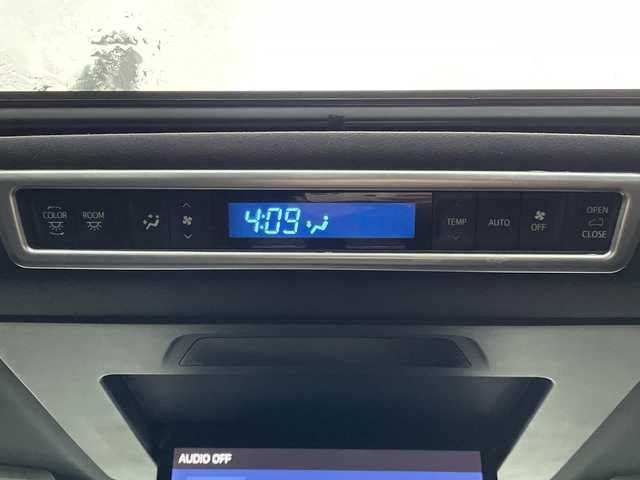 COLOR
ROOM
4:09
TEMP
AUTO
OFF
OPEN
CLOSE
AUDIO OFF